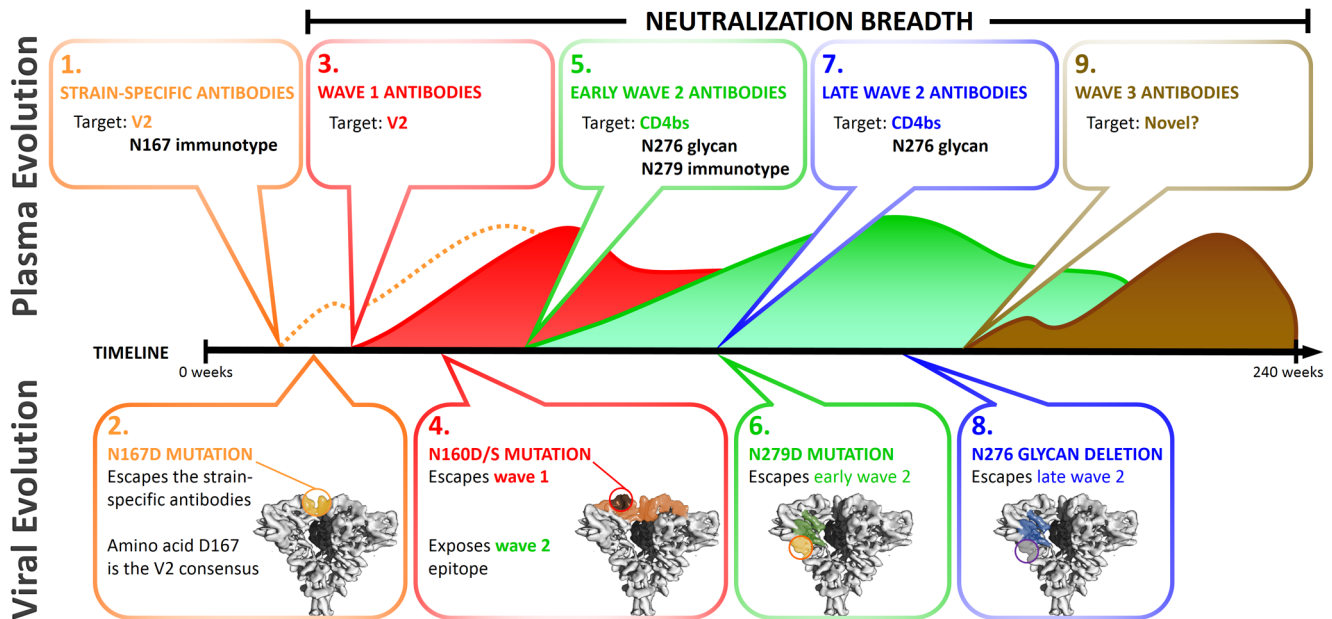 NEUTRALIZATION BREADTH
Plasma Evolution
1.
STRAIN-SPECIFIC ANTIBODIES
Target: V2
N167 immunotype
3.
WAVE 1 ANTIBODIES
Target: V2
5.
EARLY WAVE 2 ANTIBODIES
Target: CD4bs
N276 glycan
N279 immunotype
7.
LATE WAVE 2 ANTIBODIES
Target: CD4bs
N276 glycan
9.
WAVE 3 ANTIBODIES
Target: Novel?
TIMELINE
0 weeks
240 weeks
Viral Evolution
2.
N167D MUTATION
Escapes the strain-
specific antibodies
Amino acid D167
is the V2 consensus
4.
N160D/S MUTATION
Escapes wave 1
Exposes wave 2
epitope
6.
N279D MUTATION
Escapes early wave 2
8.
N276 GLYCAN DELETION
Escapes late wave 2